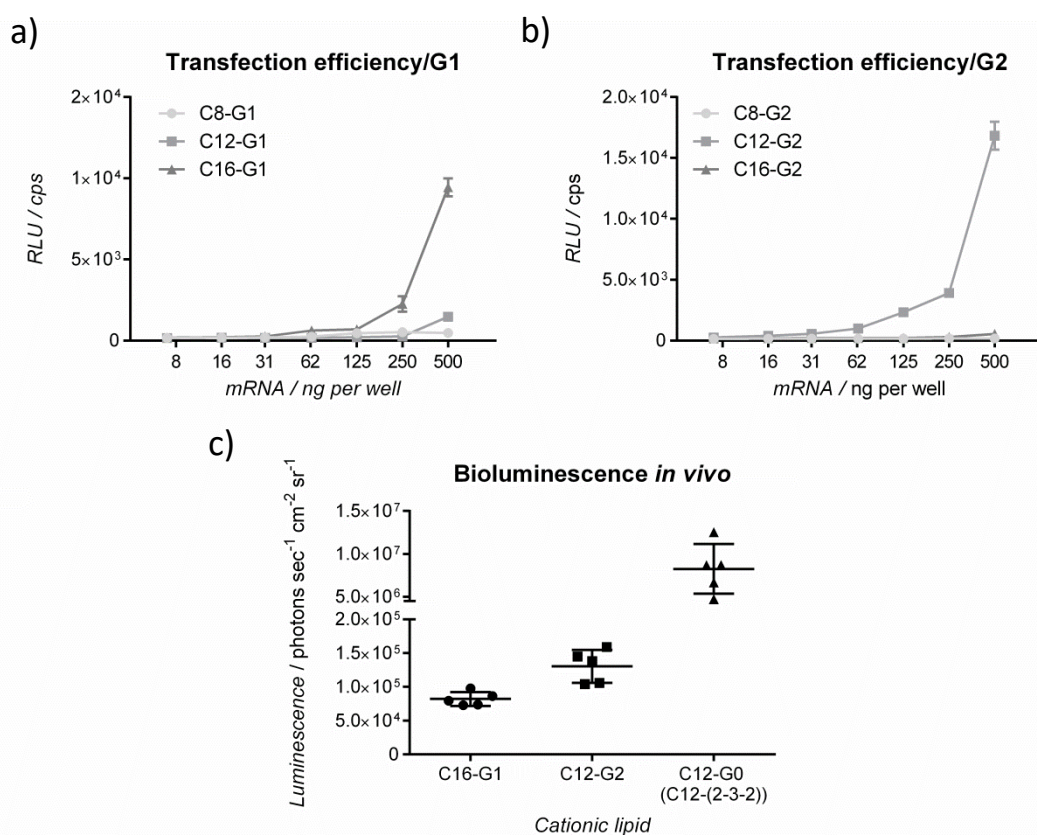 a)
Transfection efficiency/G1
2×10⁴
1×10⁴
5×10³
0
RLU / cps
C8-G1
C12-G1
C16-G1
8 16 31 62 125 250 500
mRNA / ng per well
b)
Transfection efficiency/G2
2.0×10⁴
1.5×10⁴
1.0×10⁴
5.0×10³
0
RLU / cps
C8-G2
C12-G2
C16-G2
8 16 31 62 125 250 500
mRNA / ng per well
c)
Bioluminescence in vivo
Luminescence / photons sec⁻¹ cm⁻² sr⁻¹
1.5×10⁷
1.0×10⁷
5.0×10⁶
2.0×10⁵
1.5×10⁵
1.0×10⁵
5.0×10⁴
0
C16-G1 C12-G2 C12-G0
(C12-(2-3-2))
Cationic lipid